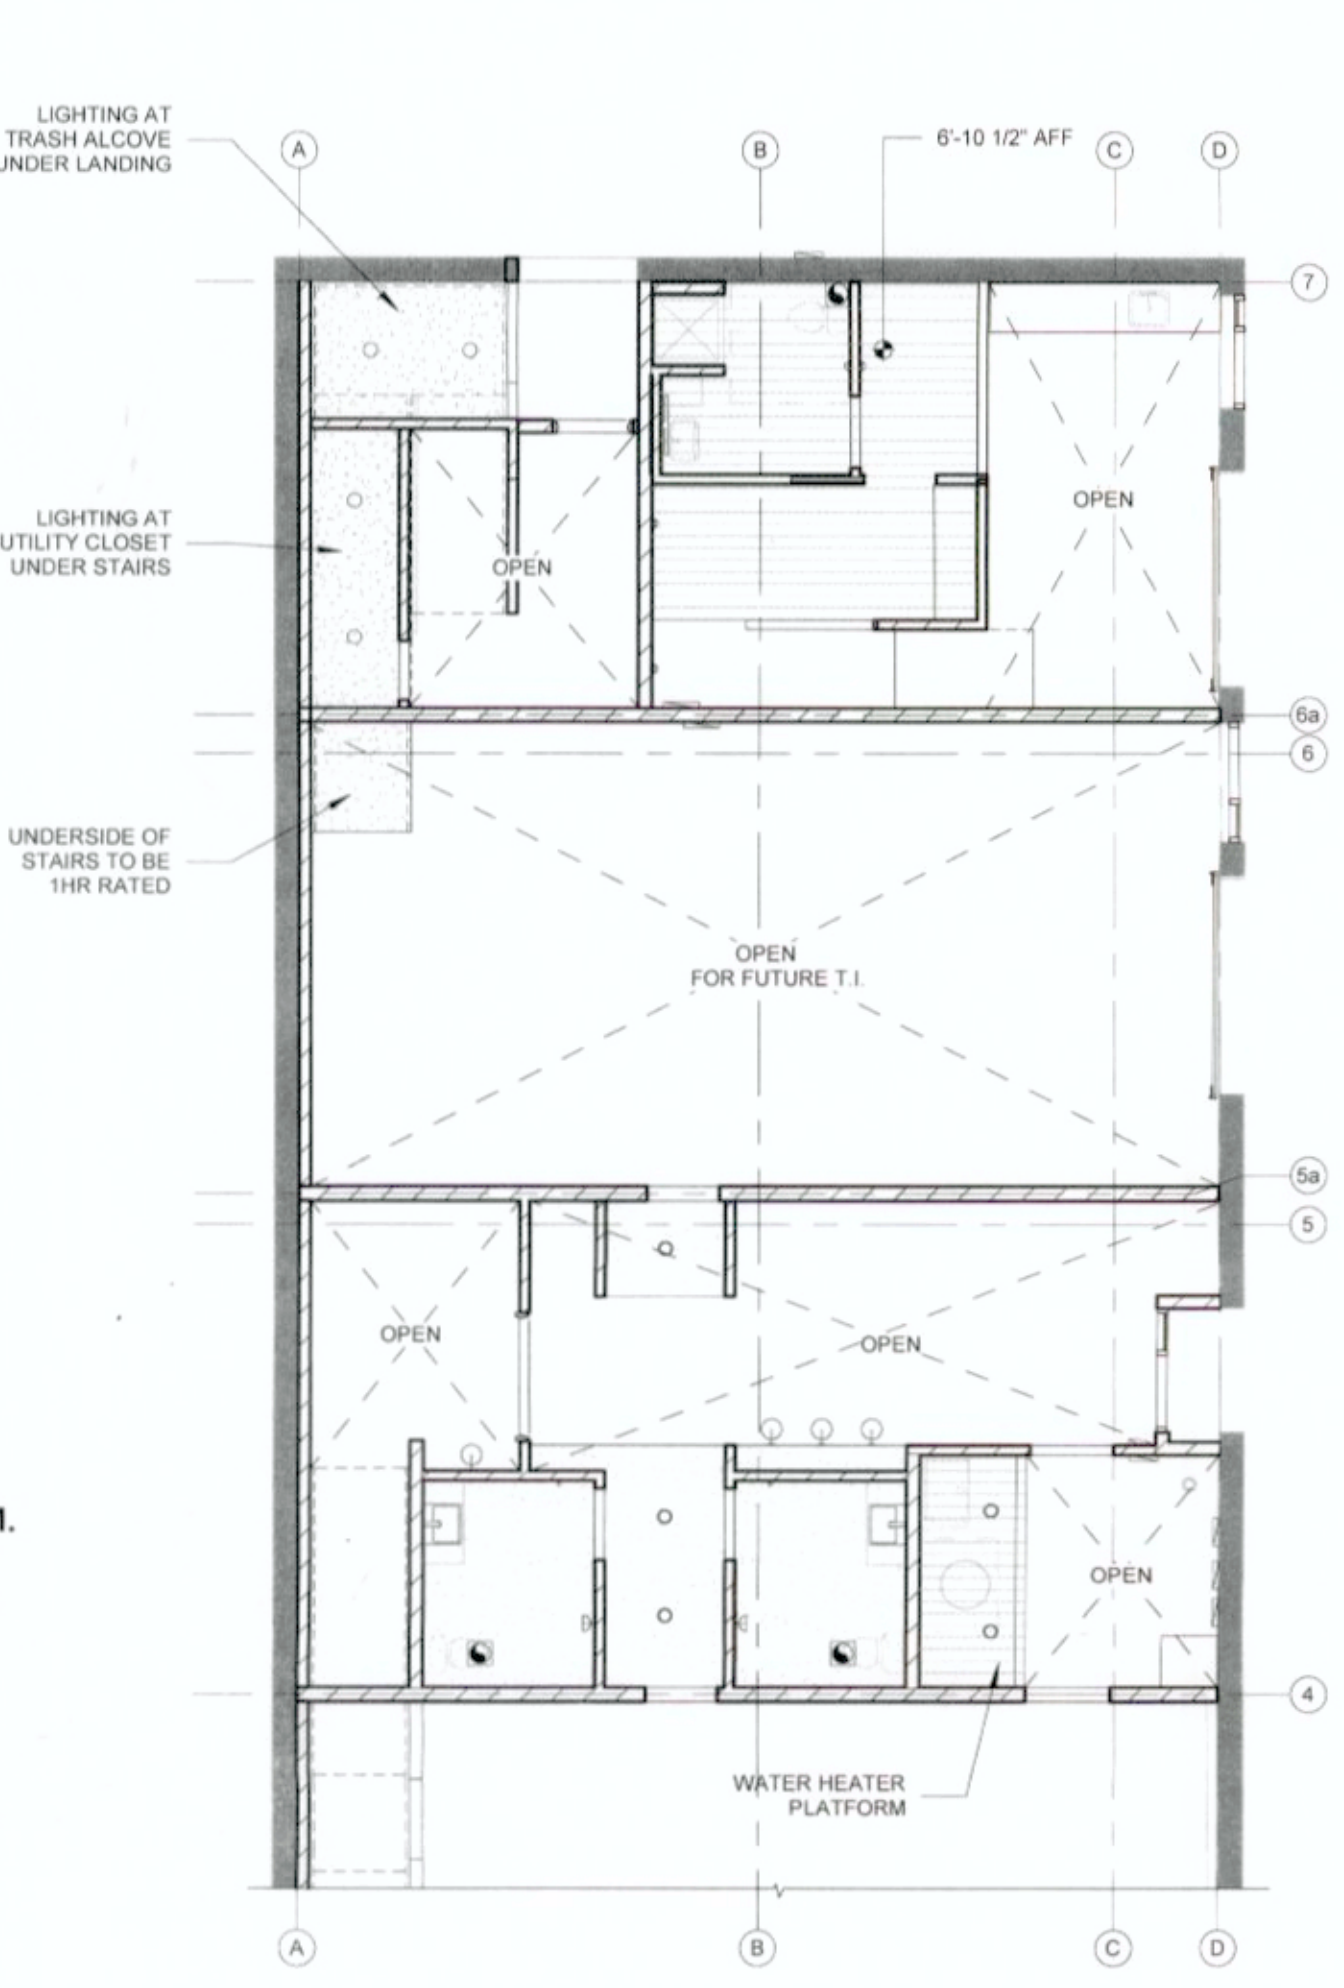 LIGHTING AT
TRASH ALCOVE
UNDER LANDING
A
B
6'-10 1/2" AFF
C
D
7
OPEN
LIGHTING AT
UTILITY CLOSET
UNDER STAIRS
OPEN
6a
6
UNDERSIDE OF
STAIRS TO BE
1HR RATED
OPEN
FOR FUTURE T.I.
5a
5
OPEN
OPEN
OPEN
4
WATER HEATER
PLATFORM
A
B
C
D